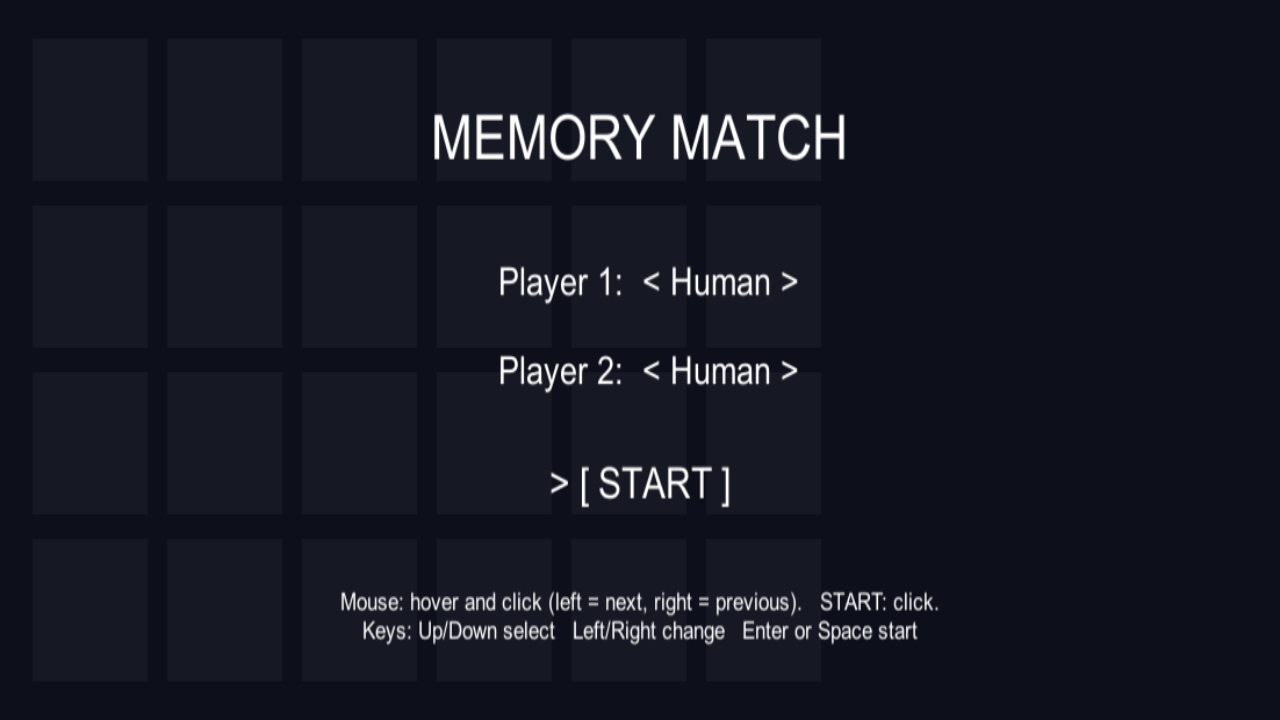 MEMORY MATCH
Player 1: < Human >
Player 2: < Human >
> [ START ]
Mouse: hover and click (left = next, right = previous). START: click.
Keys: Up/Down select Left/Right change Enter or Space start